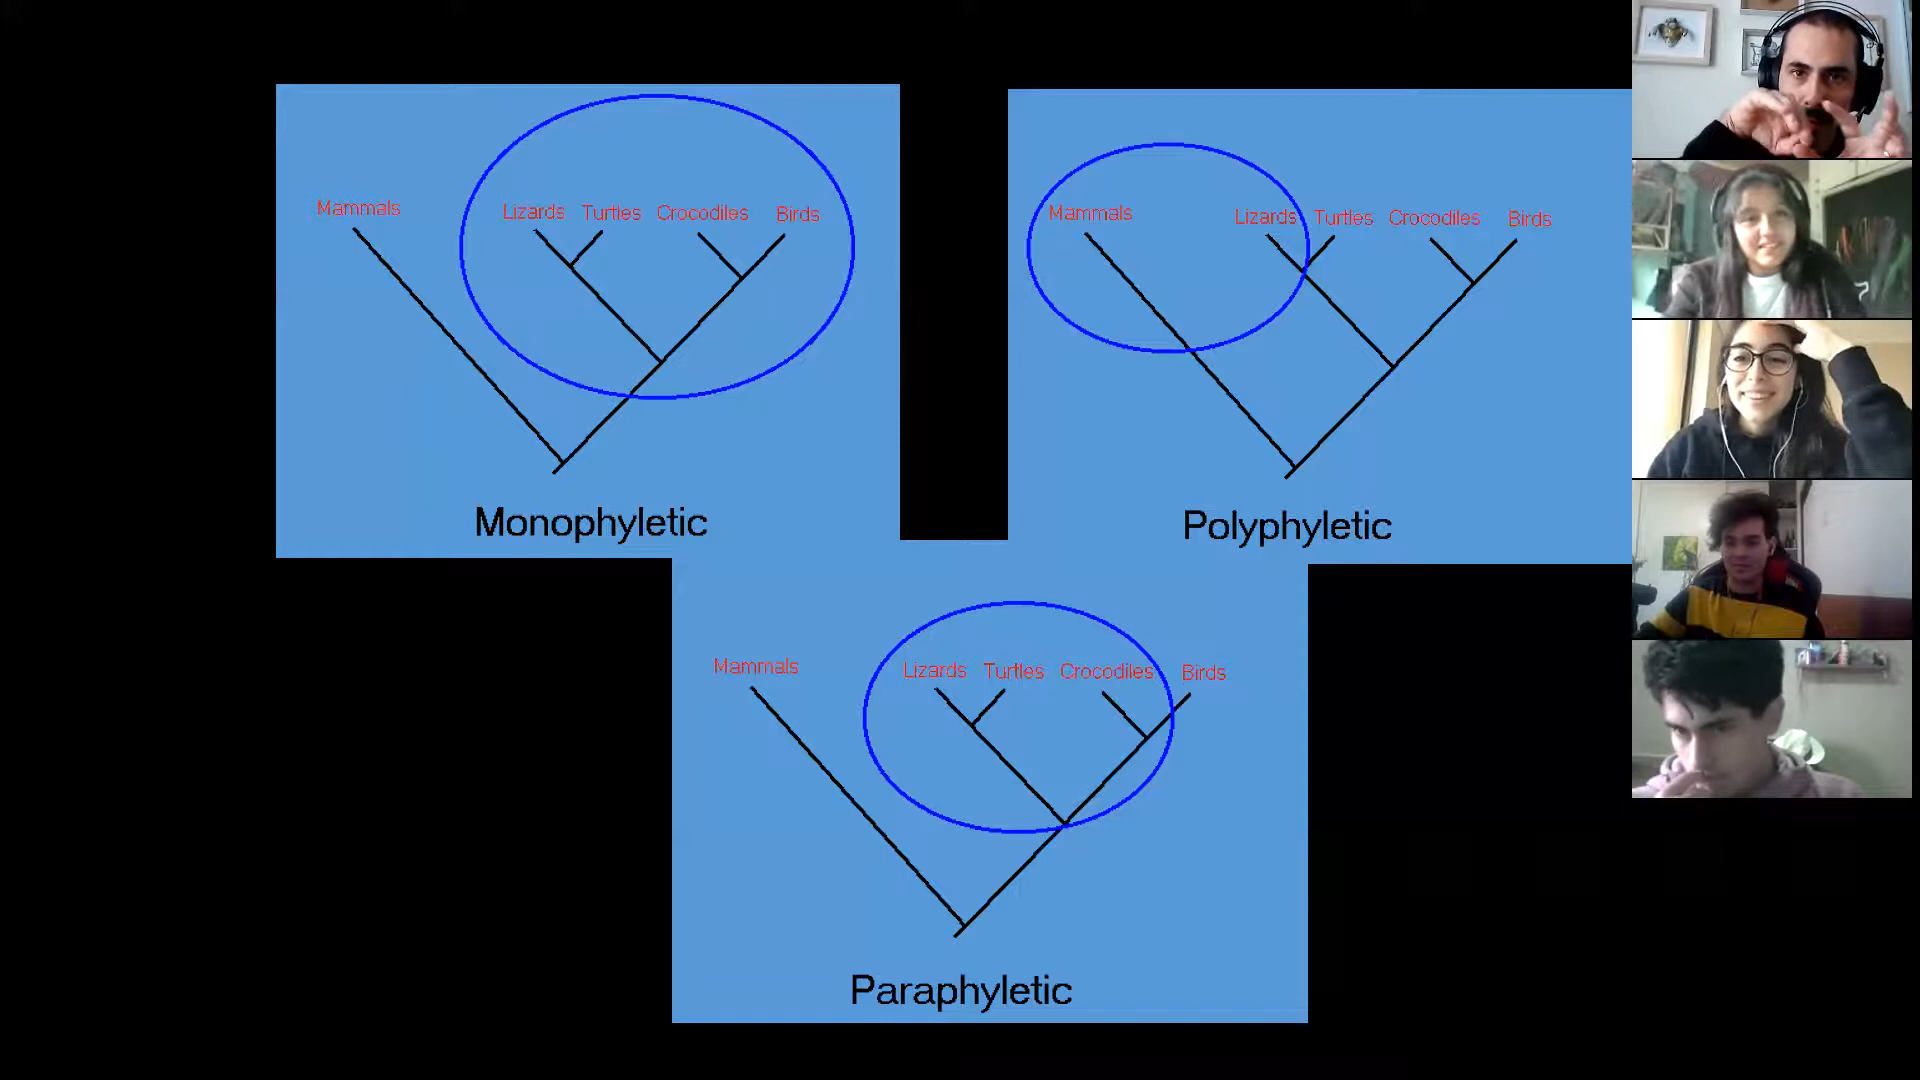 Mammals
Lizards Turtles Crocodiles Birds
Monophyletic
Mammals
Lizards Turtles Crocodiles Birds
Polyphyletic
Mammals
Lizards Turtles Crocodiles Birds
Paraphyletic